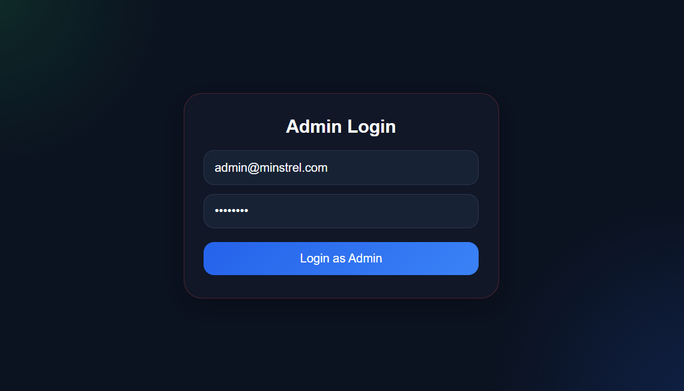 Admin Login
admin@minstrel.com
••••••••
Login as Admin